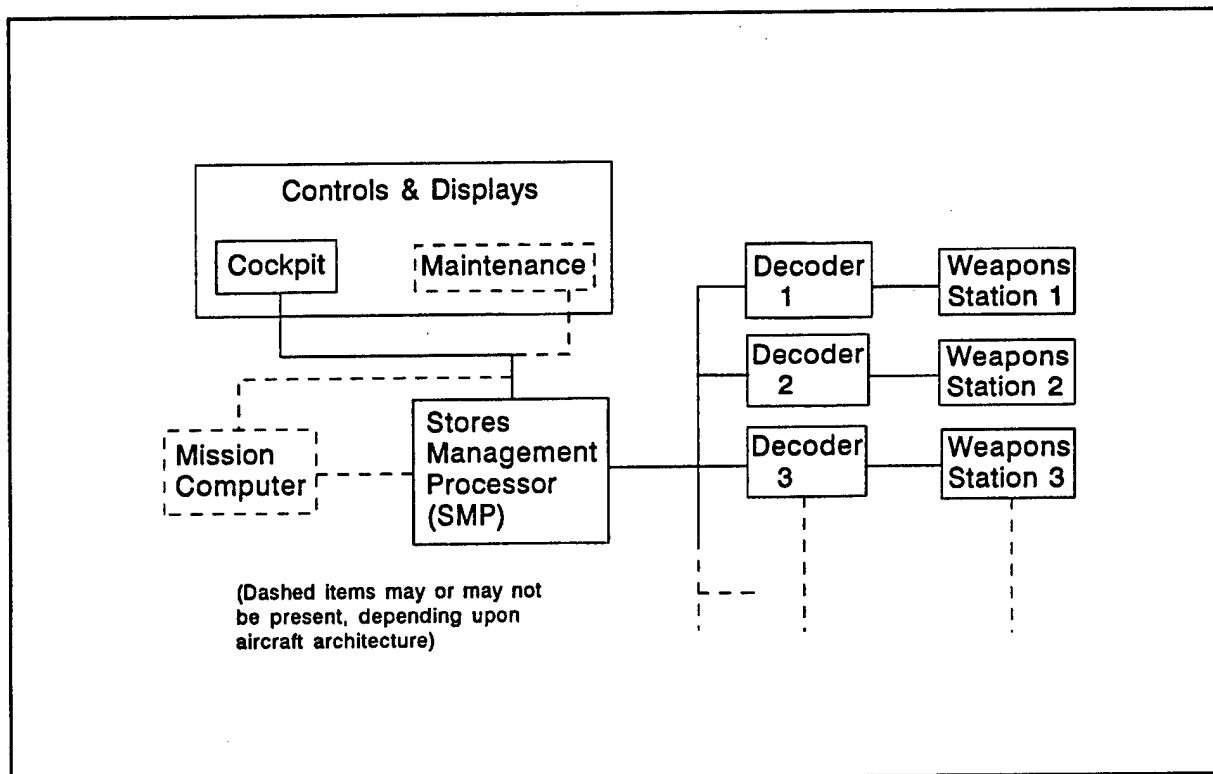 Controls & Displays
Cockpit
Maintenance
Mission
Computer
Stores
Management
Processor
(SMP)
Decoder
1
Weapons
Station 1
Decoder
2
Weapons
Station 2
Decoder
3
Weapons
Station 3
(Dashed items may or may not
be present, depending upon
aircraft architecture)